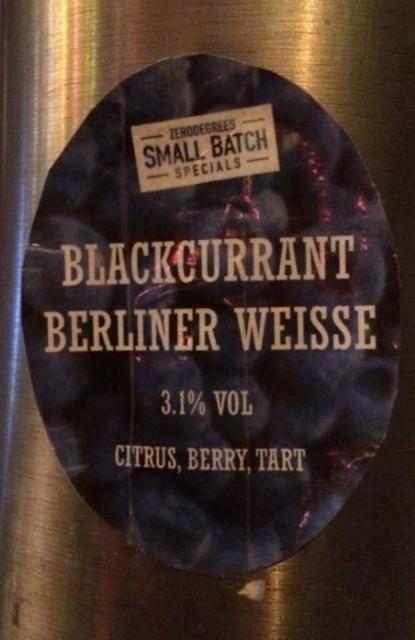 ZERODEGREES
SMALL BATCH
SPECIALS
BLACKCURRANT
BERLINER WEISSE
3.1% VOL
CITRUS, BERRY, TART